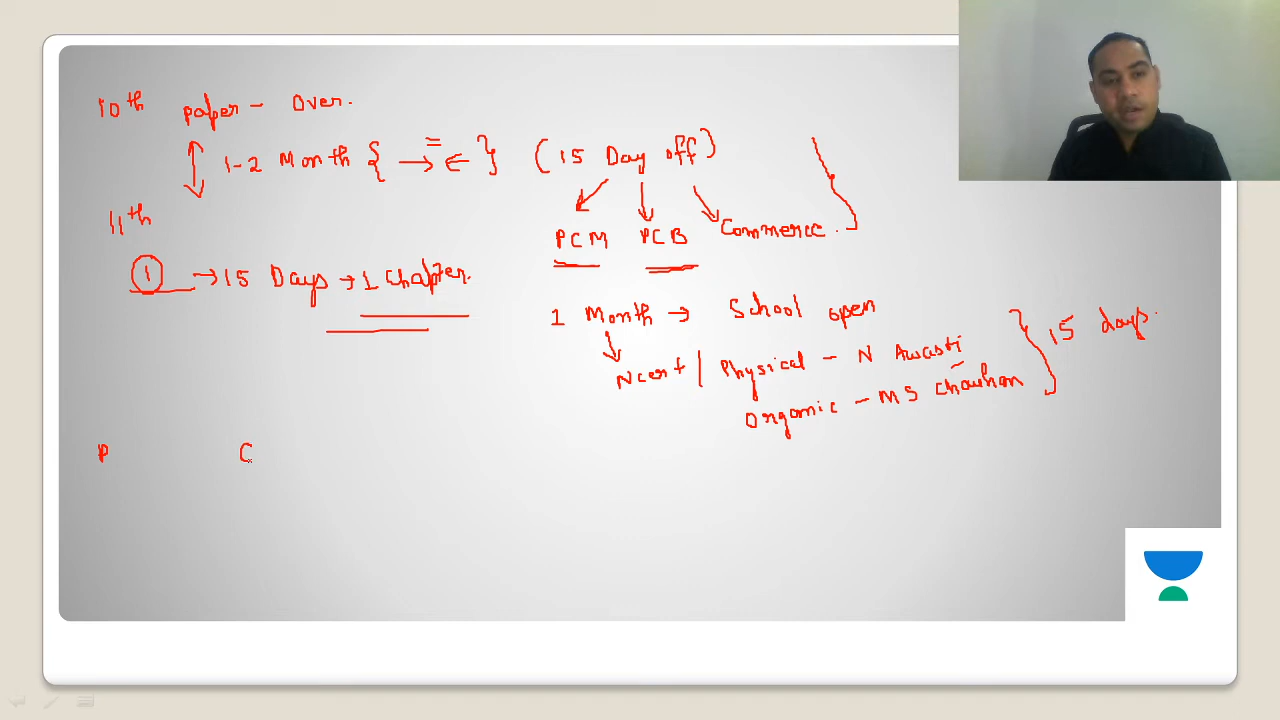 10th paper - Over.
1-2 Month { → ∈ } (15 Day off)
11th
PCM PCB Commerce.
1 → 15 Days → 1 Chapter.
1 Month → School open
Ncert | Physical - N Awasti
Organic - MS Chouhan
15 days.
P C